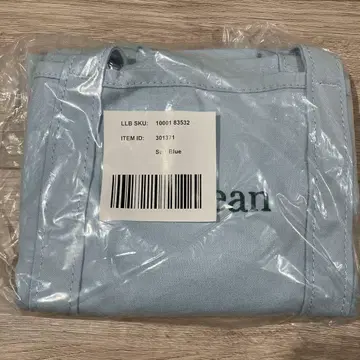 LLB SKU: 10001 83532
ITEM ID: 301371
Blue
ean